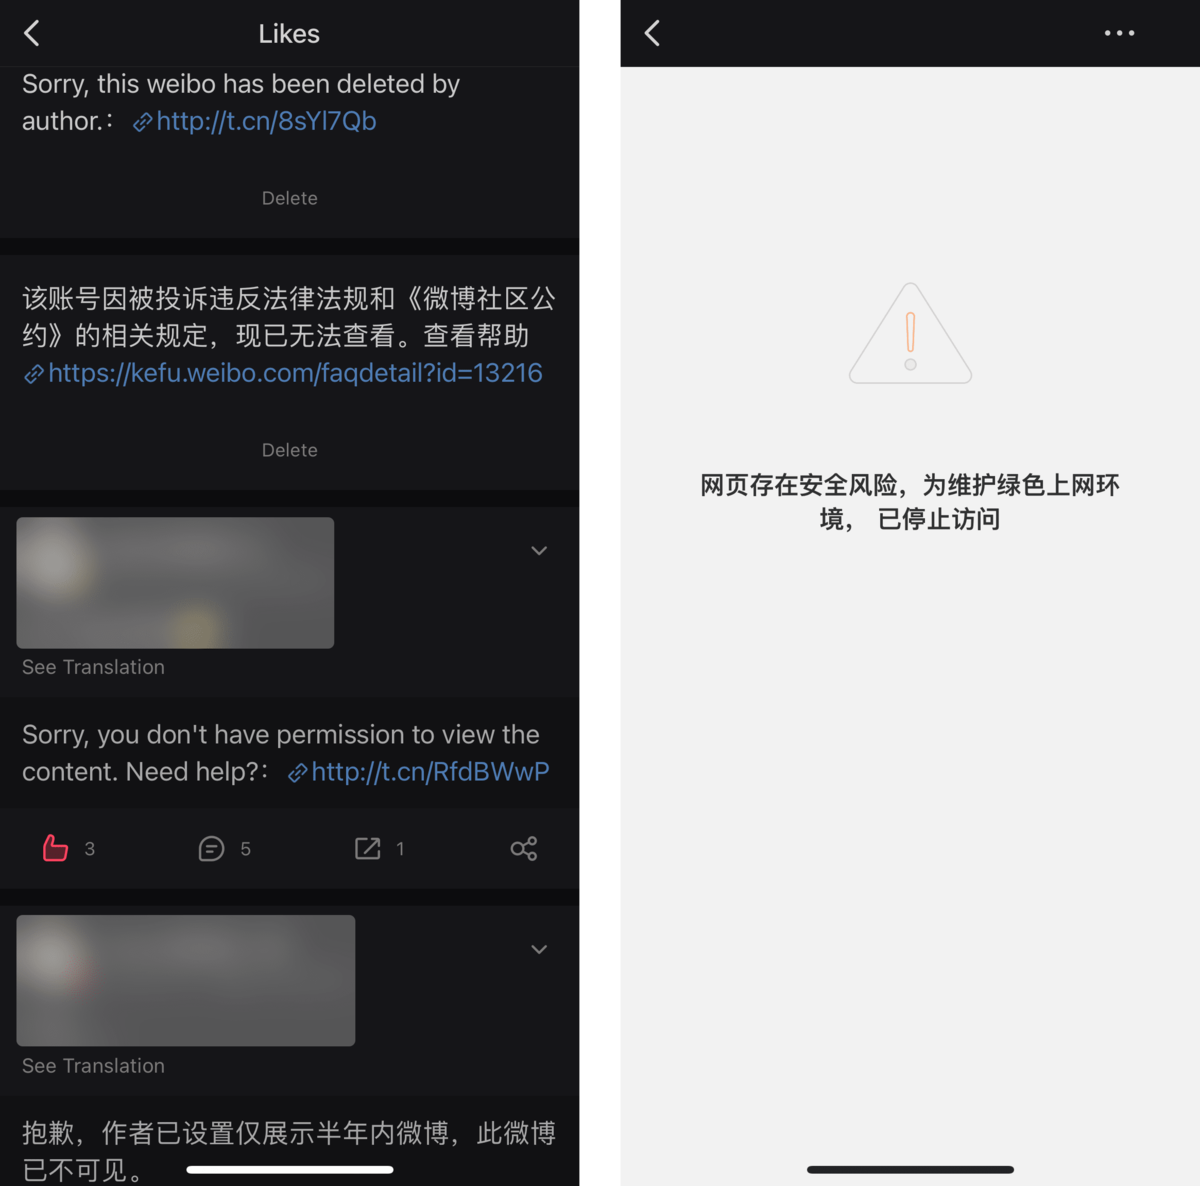 Likes
Sorry, this weibo has been deleted by
author.： http://t.cn/8sYl7Qb
Delete
该账号因被投诉违反法律法规和《微博社区公
约》的相关规定，现已无法查看。查看帮助
https://kefu.weibo.com/faqdetail?id=13216
Delete
See Translation
Sorry, you don't have permission to view the
content. Need help?： http://t.cn/RfdBWwP
3 5 1
See Translation
抱歉，作者已设置仅展示半年内微博，此微博
已不可见。
网页存在安全风险，为维护绿色上网环
境， 已停止访问